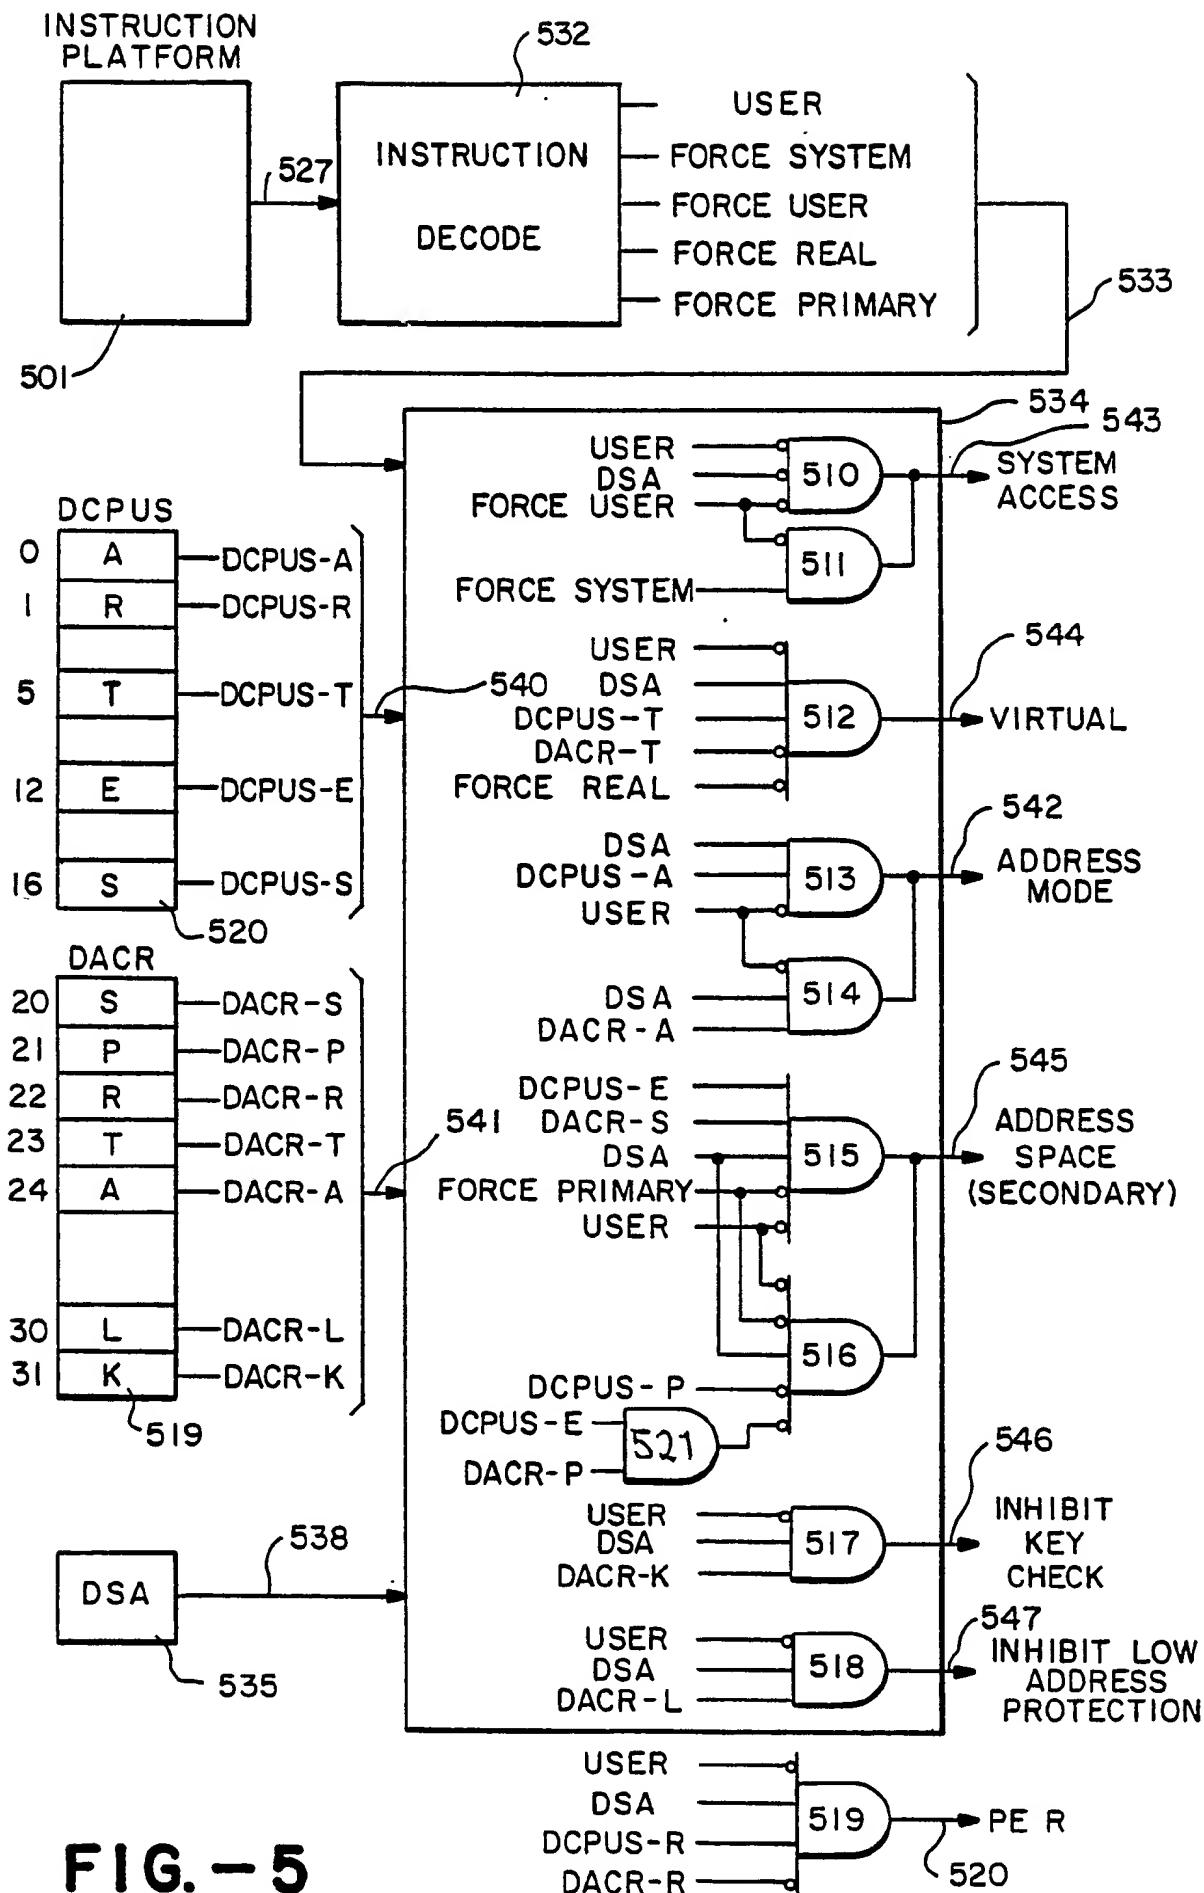 INSTRUCTION
PLATFORM
532
USER
INSTRUCTION
DECODE
527
FORCE SYSTEM
FORCE USER
FORCE REAL
FORCE PRIMARY
533
501
534
543
USER
DSA
FORCE USER
510
SYSTEM
ACCESS
511
FORCE SYSTEM
DCPUS
0 A DCPUS-A
1 R DCPUS-R
5 T DCPUS-T
12 E DCPUS-E
16 S DCPUS-S
540
520
USER
DSA
DCPUS-T
DACR-T
FORCE REAL
512
544
VIRTUAL
DSA
DCPUS-A
USER
513
542
ADDRESS
MODE
514
DSA
DACR-A
DACR
20 S DACR-S
21 P DACR-P
22 R DACR-R
23 T DACR-T
24 A DACR-A
30 L DACR-L
31 K DACR-K
541
519
DCPUS-E
DACR-S
DSA
FORCE PRIMARY
USER
515
545
ADDRESS
SPACE
(SECONDARY)
516
DCPUS-P
DCPUS-E
DACR-P
521
USER
DSA
DACR-K
517
546
INHIBIT
KEY
CHECK
DSA
538
535
USER
DSA
DACR-L
518
547
INHIBIT LOW
ADDRESS
PROTECTION
USER
DSA
DCPUS-R
DACR-R
519
PE R
520
FIG.-5